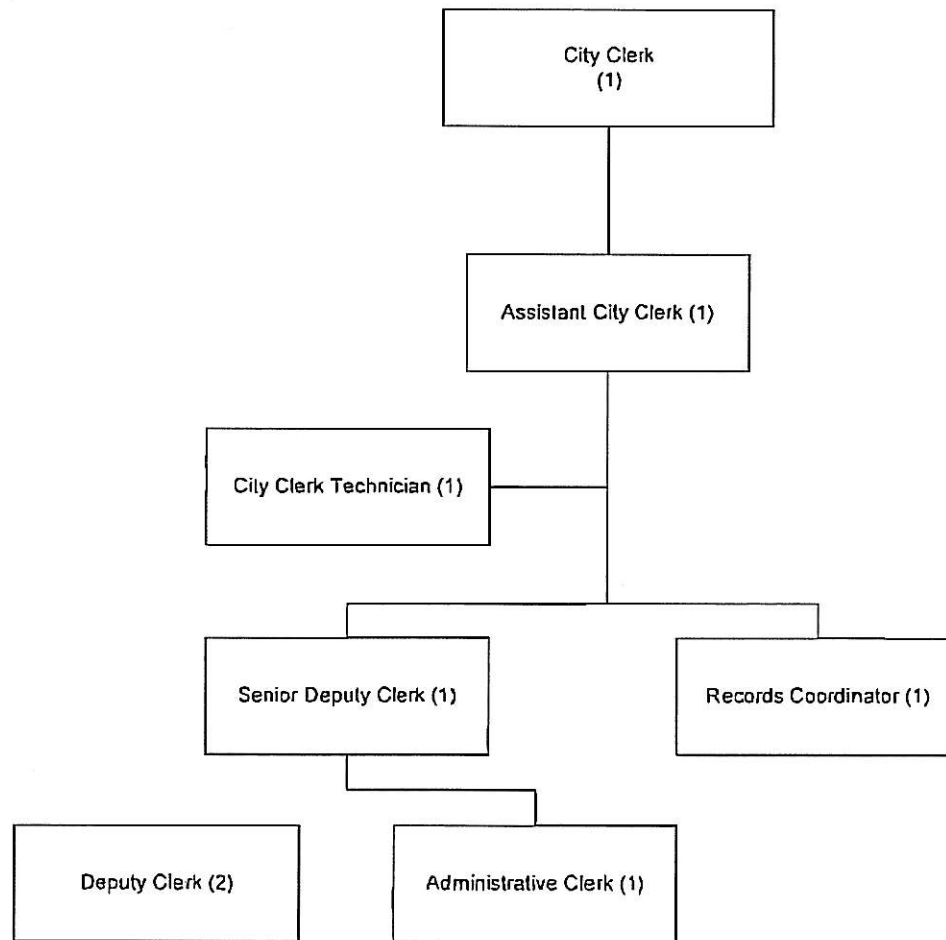 City Clerk
(1)
Assistant City Clerk (1)
City Clerk Technician (1)
Senior Deputy Clerk (1)
Records Coordinator (1)
Deputy Clerk (2)
Administrative Clerk (1)